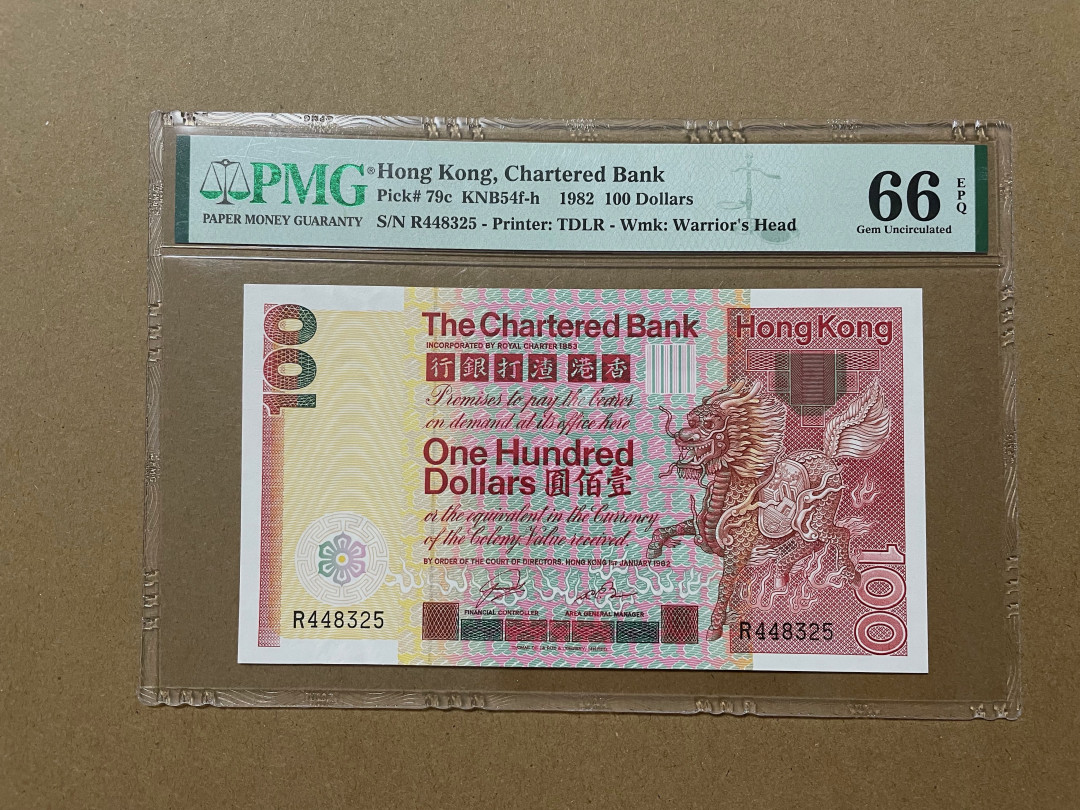 PMG®
PAPER MONEY GUARANTY
Hong Kong, Chartered Bank
Pick# 79c KNB54f-h 1982 100 Dollars
S/N R448325 - Printer: TDLR - Wmk: Warrior's Head
66
EPQ
Gem Uncirculated
100
The Chartered Bank
Hong Kong
INCORPORATED BY ROYAL CHARTER 1853
行銀打渣港香
Promises to pay the bearer
on demand at its office here
One Hundred
Dollars 圓佰壹
or the equivalent in the Currency
of the Colony Value received
BY ORDER OF THE COURT OF DIRECTORS, HONG KONG 1st JANUARY 1982
FINANCIAL CONTROLLER
AREA GENERAL MANAGER
R448325
R448325
100